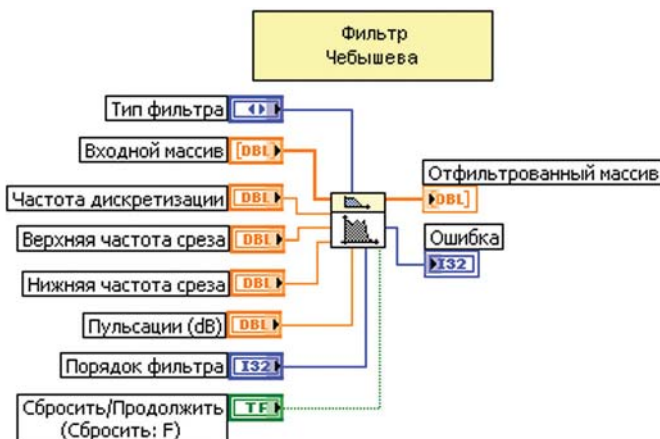 Фильтр
Чебышева
Тип фильтра
Входной массив
[DBL]
Отфильтрованный массив
[DBL]
Частота дискретизации
DBL
Верхняя частота среза
DBL
Ошибка
I32
Нижняя частота среза
DBL
Пульсации (dB)
DBL
Порядок фильтра
I32
Сбросить/Продолжить
(Сбросить: F)
TF